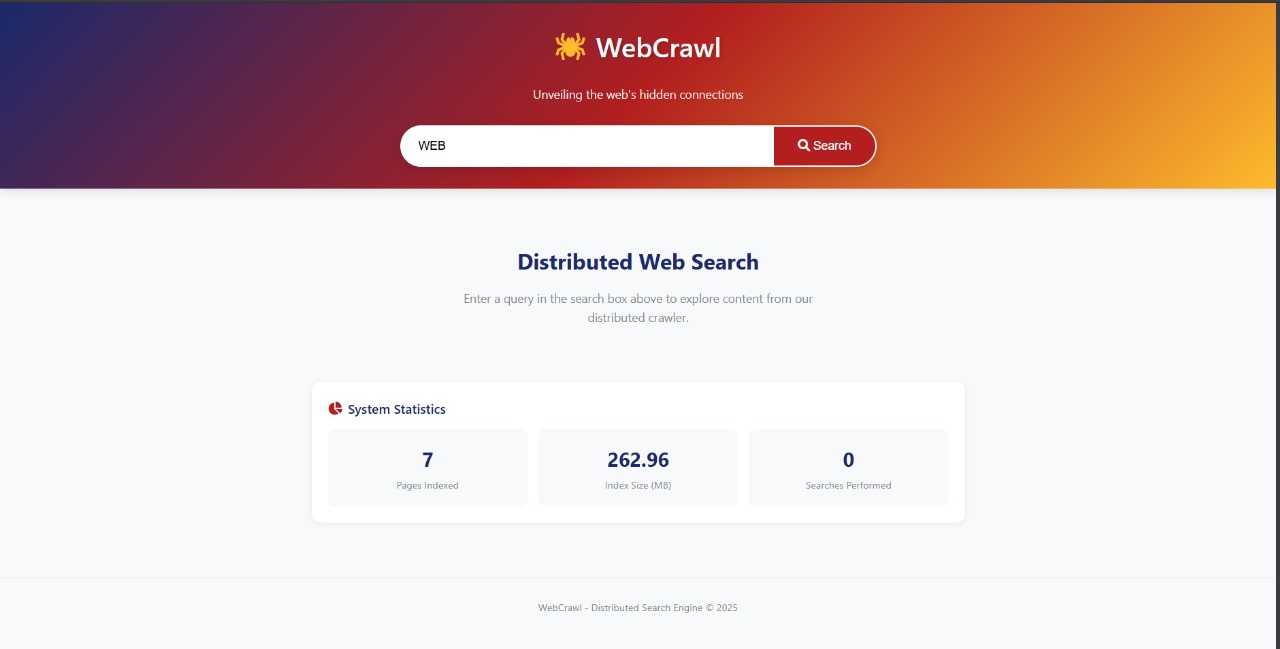 WebCrawl
Unveiling the web's hidden connections
WEB
Search
Distributed Web Search
Enter a query in the search box above to explore content from our
distributed crawler.
System Statistics
7
Pages Indexed
262.96
Index Size (MB)
0
Searches Performed
WebCrawl - Distributed Search Engine © 2025